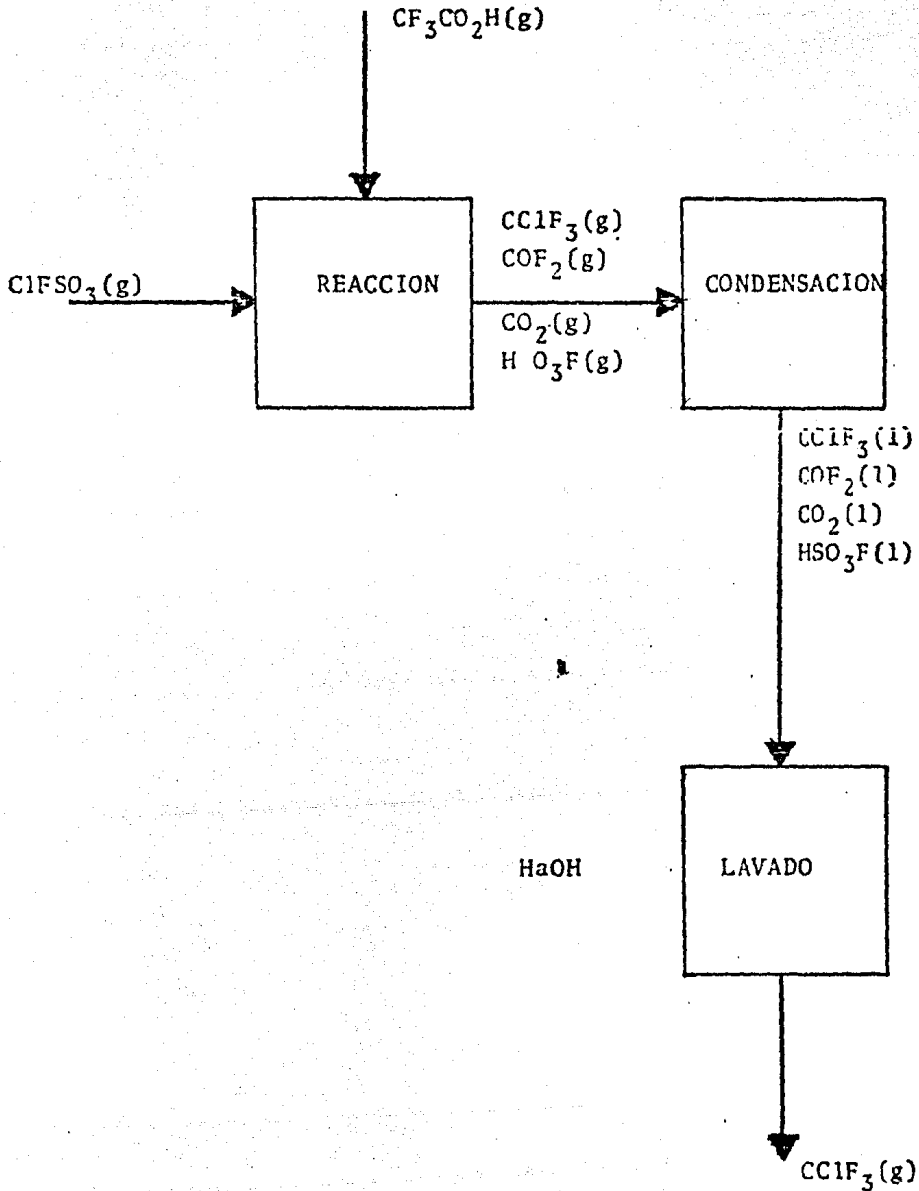 CF3CO2H(g)
ClFSO3(g)
REACCION
CClF3(g)
COF2(g)
CO2(g)
H O3F(g)
CONDENSACION
CClF3(l)
COF2(l)
CO2(l)
HSO3F(l)
HaOH
LAVADO
CClF3(g)